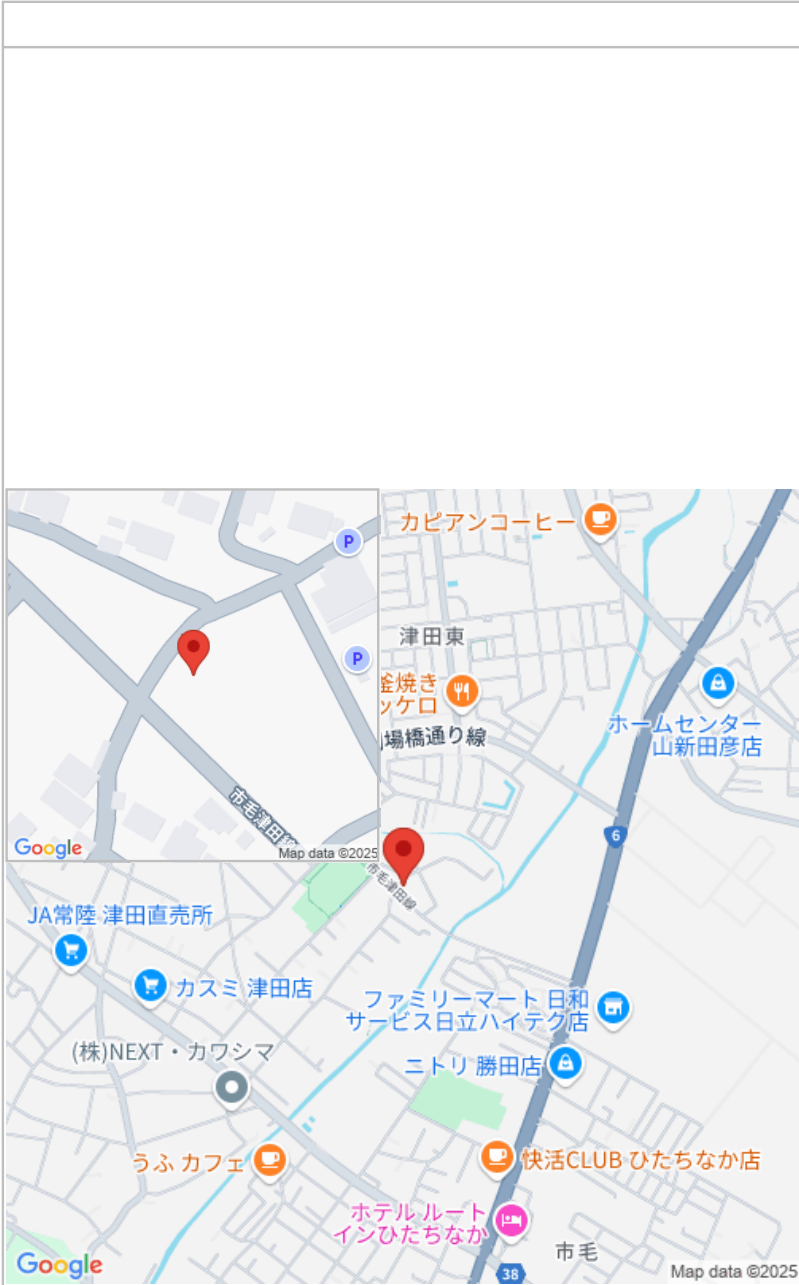 P
P
市毛津田線
Google
Map data ©2025
カピアンコーヒー
津田東
釜焼き
ッケロ
場橋通り線
ホームセンター
山新田彦店
6
市毛津田線
JA常陸 津田直売所
カスミ 津田店
ファミリーマート 日和
サービス日立ハイテク店
(株)NEXT・カワシマ
ニトリ 勝田店
うふ カフェ
快活CLUB ひたちなか店
ホテル ルート
インひたちなか
市毛
38
Google
Map data ©2025